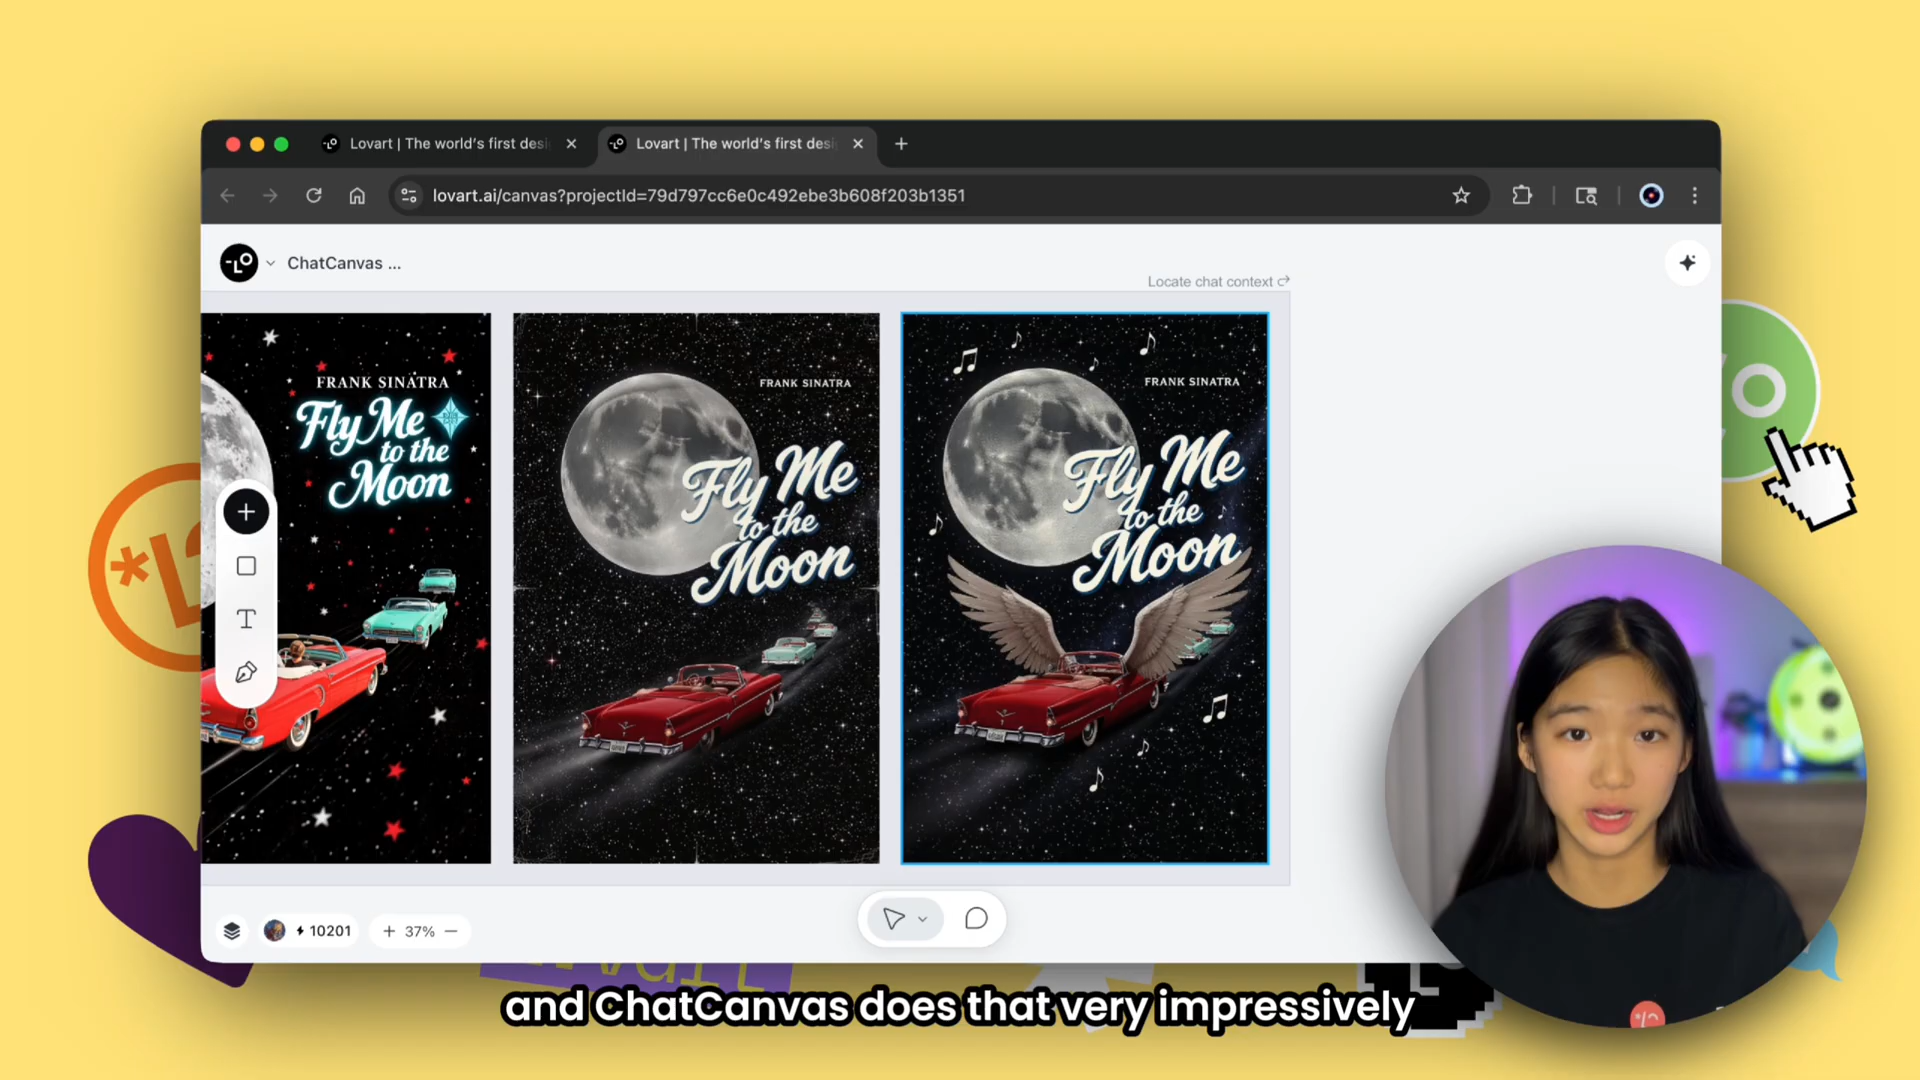 Lovart | The world's first desi
Lovart | The world's first desi
lovart.ai/canvas?projectId=79d797cc6e0c492ebe3b608f203b1351
ChatCanvas ...
Locate chat context
FRANK SINATRA
Fly Me
to the
Moon
FRANK SINATRA
Fly Me
to the
Moon
FRANK SINATRA
Fly Me
to the
Moon
T
10201
37%
and ChatCanvas does that very impressively